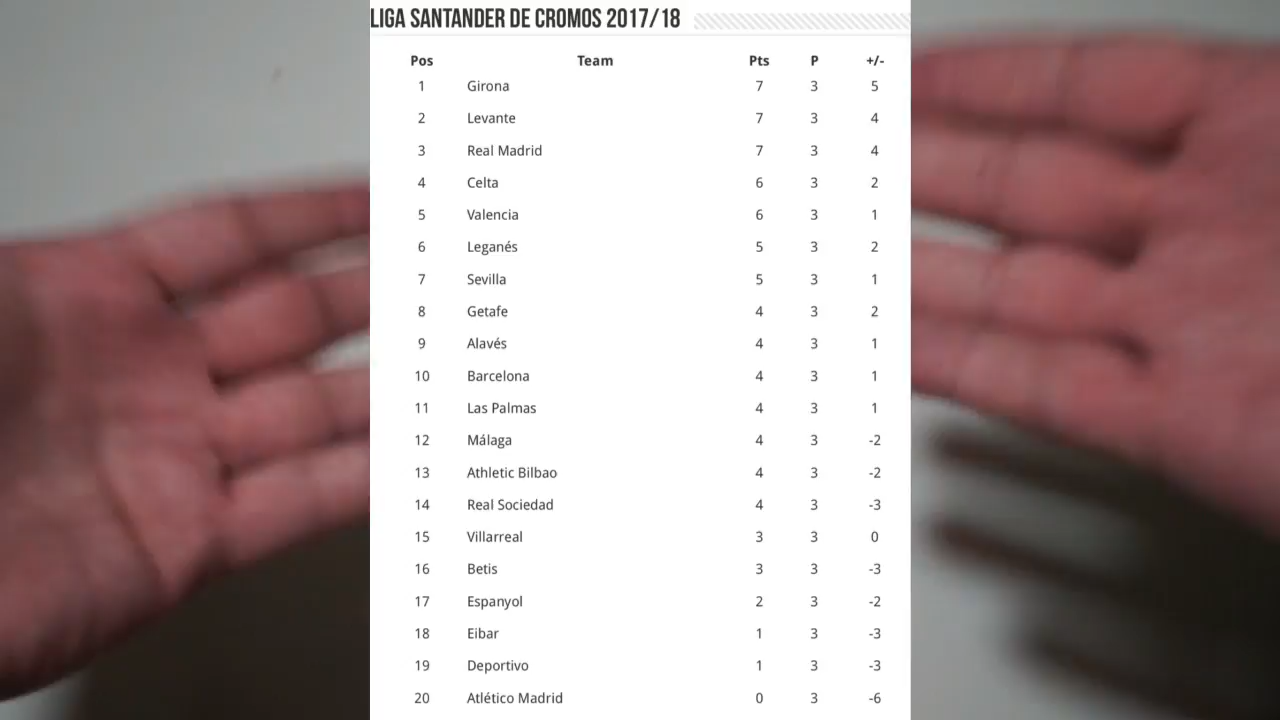 LIGA SANTANDER DE CROMOS 2017/18
Pos Team Pts P +/-
1 Girona 7 3 5
2 Levante 7 3 4
3 Real Madrid 7 3 4
4 Celta 6 3 2
5 Valencia 6 3 1
6 Leganés 5 3 2
7 Sevilla 5 3 1
8 Getafe 4 3 2
9 Alavés 4 3 1
10 Barcelona 4 3 1
11 Las Palmas 4 3 1
12 Málaga 4 3 -2
13 Athletic Bilbao 4 3 -2
14 Real Sociedad 4 3 -3
15 Villarreal 3 3 0
16 Betis 3 3 -3
17 Espanyol 2 3 -2
18 Eibar 1 3 -3
19 Deportivo 1 3 -3
20 Atlético Madrid 0 3 -6